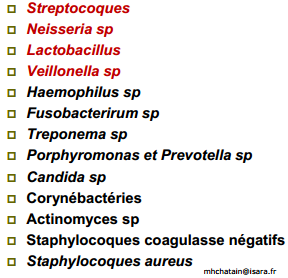 Streptocoques
Neisseria sp
Lactobacillus
Veillonella sp
Haemophilus sp
Fusobacterirum sp
Treponema sp
Porphyromonas et Prevotella sp
Candida sp
Corynébactéries
Actinomyces sp
Staphylocoques coagulasse négatifs
Staphylocoques aureus
mhchatain@isara.fr